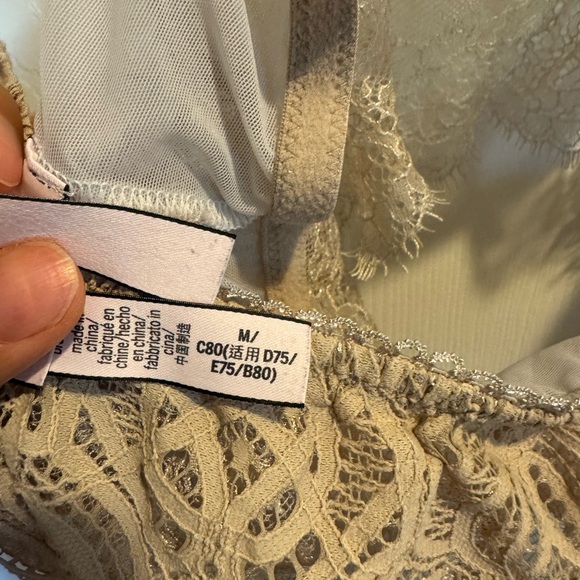 made in
china/
fabriqué en
chine/hecho
en china/
fabbricato in
cina/
中国制造
M/
C80(适用 D75/
E75/B80)